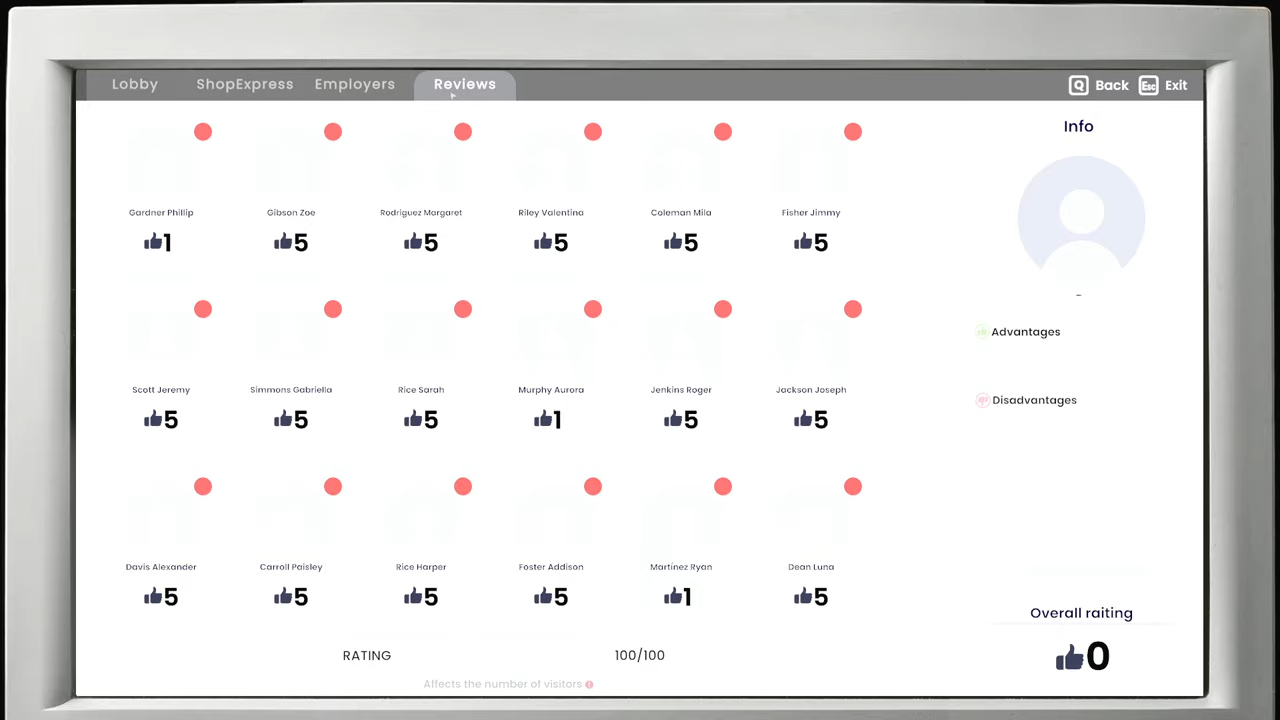 Lobby ShopExpress Employers Reviews Q Back Esc Exit
Info
Gardner Phillip Gibson Zoe Rodriguez Margaret Riley Valentina Coleman Mila Fisher Jimmy
1 5 5 5 5 5
-
Advantages
Scott Jeremy Simmons Gabriella Rice Sarah Murphy Aurora Jenkins Roger Jackson Joseph
Disadvantages
5 5 5 1 5 5
Davis Alexander Carroll Paisley Rice Harper Foster Addison Martinez Ryan Dean Luna
5 5 5 5 1 5
Overall raiting
0
RATING 100/100
Affects the number of visitors